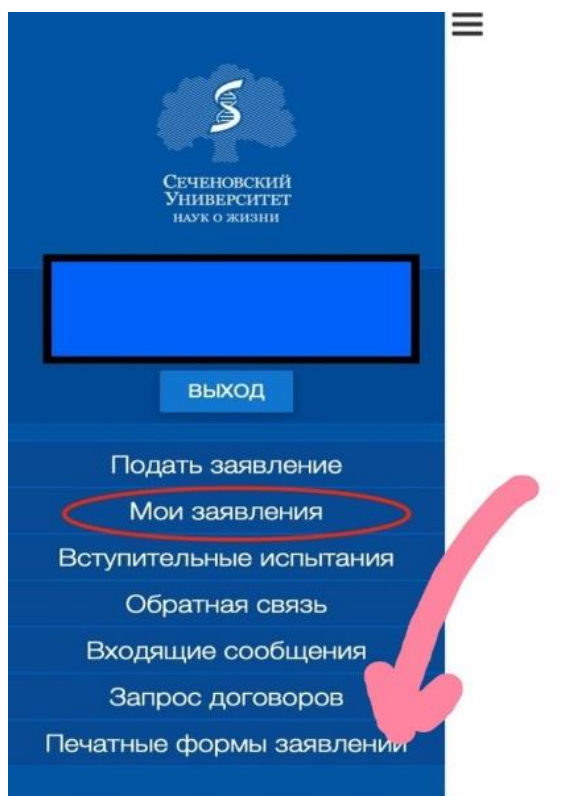 Сеченовский
Университет
наук о жизни
ВЫХОД
Подать заявление
Мои заявления
Вступительные испытания
Обратная связь
Входящие сообщения
Запрос договоров
Печатные формы заявлений